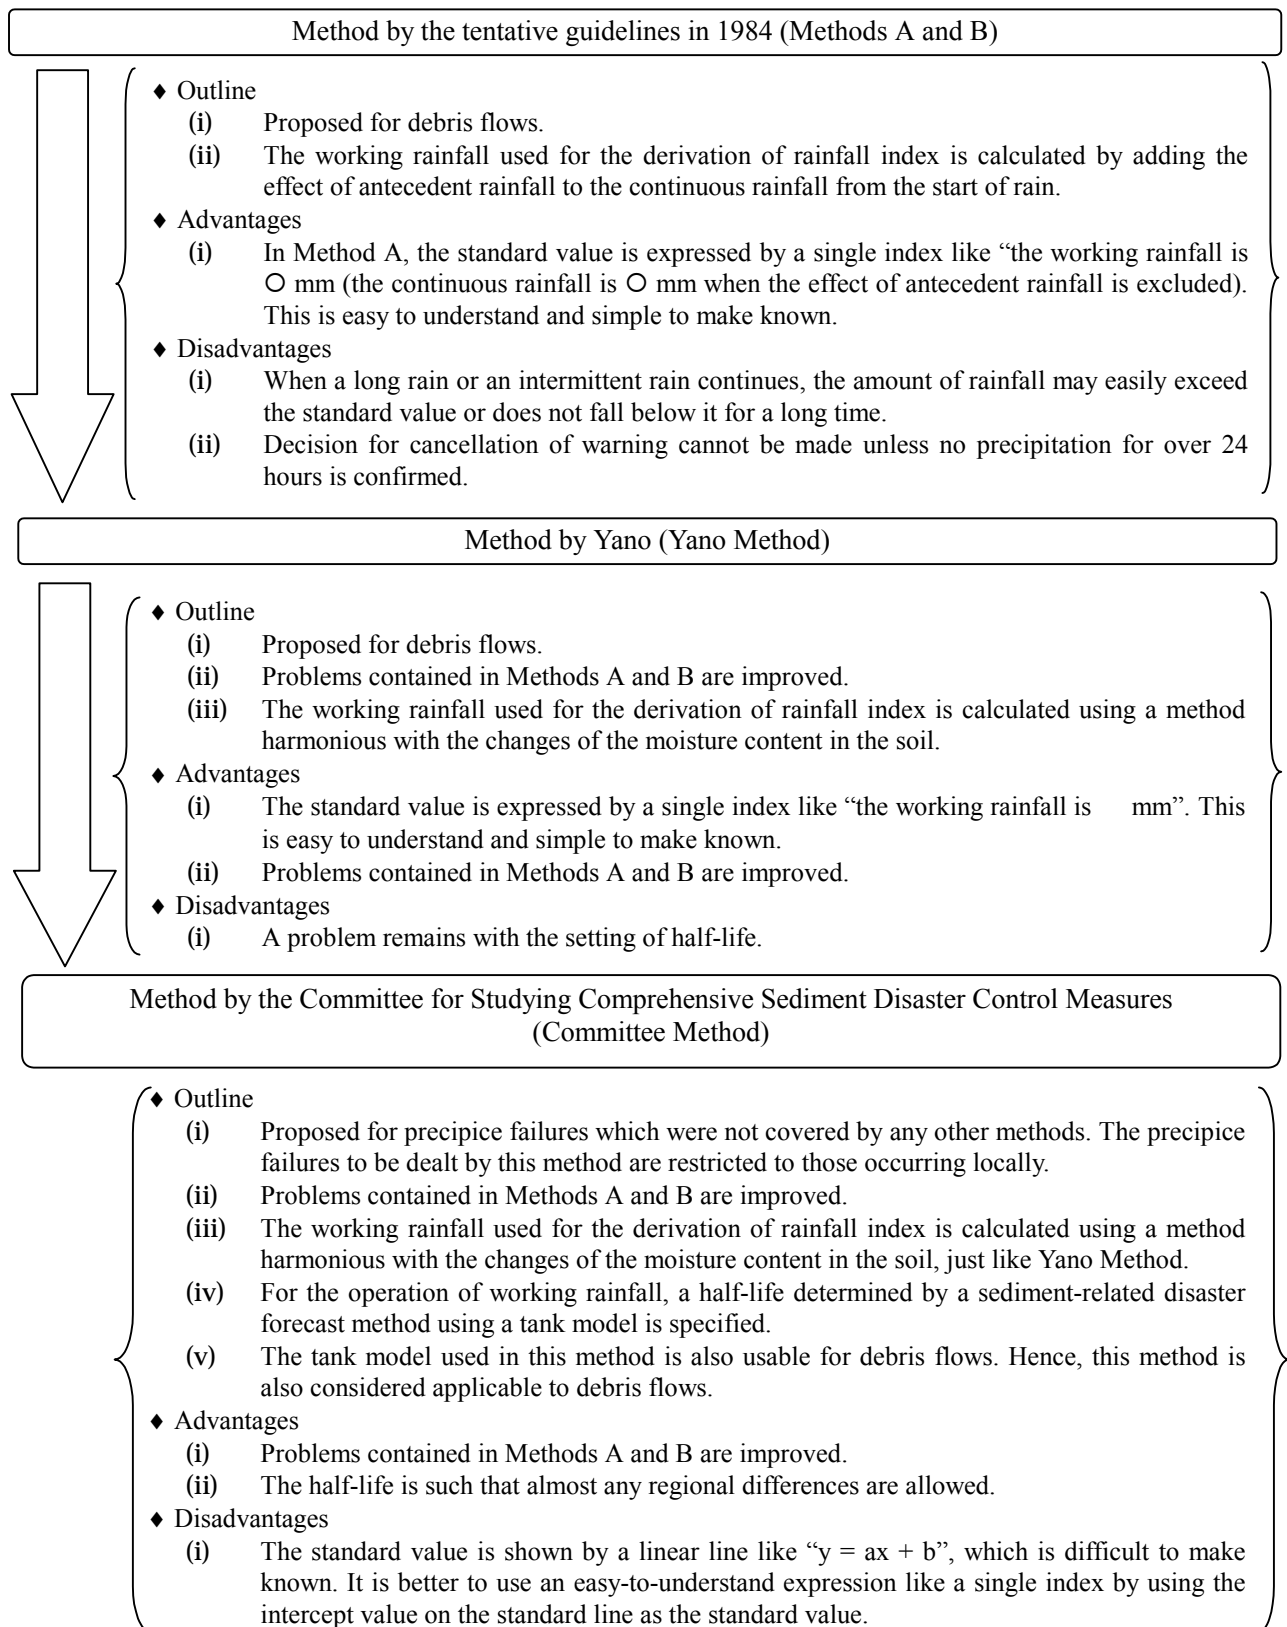 Method by the tentative guidelines in 1984 (Methods A and B)
♦ Outline
(i) Proposed for debris flows.
(ii) The working rainfall used for the derivation of rainfall index is calculated by adding the
effect of antecedent rainfall to the continuous rainfall from the start of rain.
♦ Advantages
(i) In Method A, the standard value is expressed by a single index like “the working rainfall is
○ mm (the continuous rainfall is ○ mm when the effect of antecedent rainfall is excluded).
This is easy to understand and simple to make known.
♦ Disadvantages
(i) When a long rain or an intermittent rain continues, the amount of rainfall may easily exceed
the standard value or does not fall below it for a long time.
(ii) Decision for cancellation of warning cannot be made unless no precipitation for over 24
hours is confirmed.
Method by Yano (Yano Method)
♦ Outline
(i) Proposed for debris flows.
(ii) Problems contained in Methods A and B are improved.
(iii) The working rainfall used for the derivation of rainfall index is calculated using a method
harmonious with the changes of the moisture content in the soil.
♦ Advantages
(i) The standard value is expressed by a single index like “the working rainfall is mm”. This
is easy to understand and simple to make known.
(ii) Problems contained in Methods A and B are improved.
♦ Disadvantages
(i) A problem remains with the setting of half-life.
Method by the Committee for Studying Comprehensive Sediment Disaster Control Measures
(Committee Method)
♦ Outline
(i) Proposed for precipice failures which were not covered by any other methods. The precipice
failures to be dealt by this method are restricted to those occurring locally.
(ii) Problems contained in Methods A and B are improved.
(iii) The working rainfall used for the derivation of rainfall index is calculated using a method
harmonious with the changes of the moisture content in the soil, just like Yano Method.
(iv) For the operation of working rainfall, a half-life determined by a sediment-related disaster
forecast method using a tank model is specified.
(v) The tank model used in this method is also usable for debris flows. Hence, this method is
also considered applicable to debris flows.
♦ Advantages
(i) Problems contained in Methods A and B are improved.
(ii) The half-life is such that almost any regional differences are allowed.
♦ Disadvantages
(i) The standard value is shown by a linear line like “y = ax + b”, which is difficult to make
known. It is better to use an easy-to-understand expression like a single index by using the
intercept value on the standard line as the standard value.